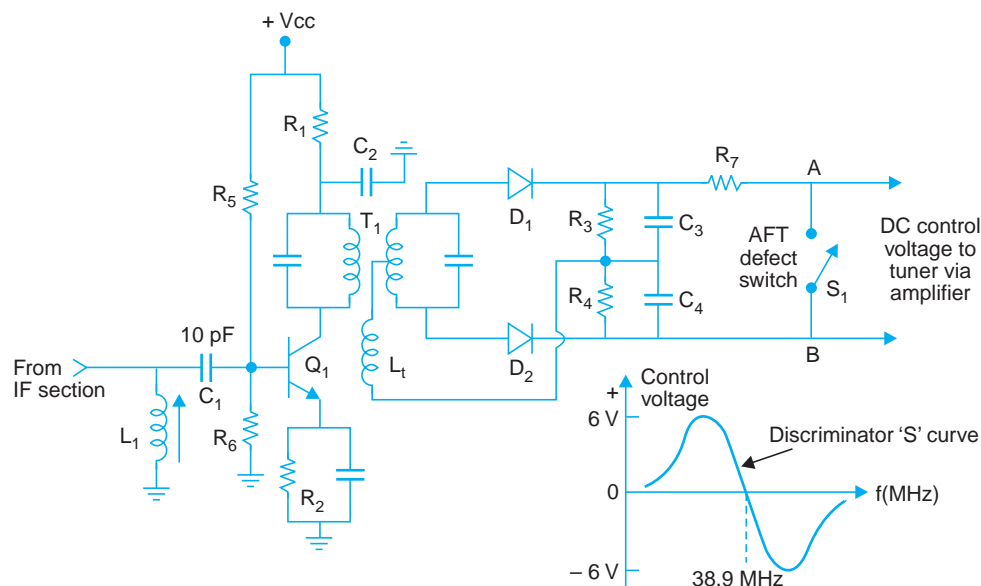 + Vcc
R1
C2
R7
A
R5
T1
D1
R3
C3
AFT
defect
switch
S1
DC control
voltage to
tuner via
amplifier
R4
C4
10 pF
Q1
Lt
D2
B
From
IF section
C1
L1
R6
R2
+
Control
voltage
6 V
Discriminator ‘S’ curve
0
f(MHz)
– 6 V
38.9 MHz